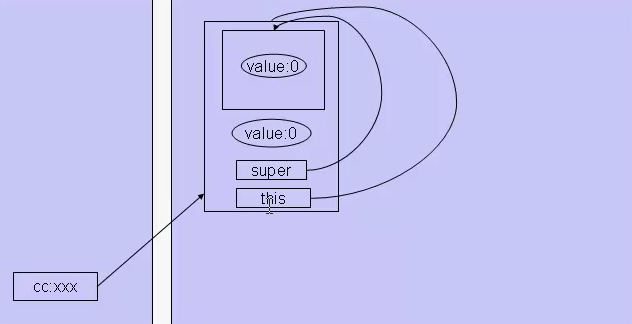 value:0
value:0
super
this
cc:xxx